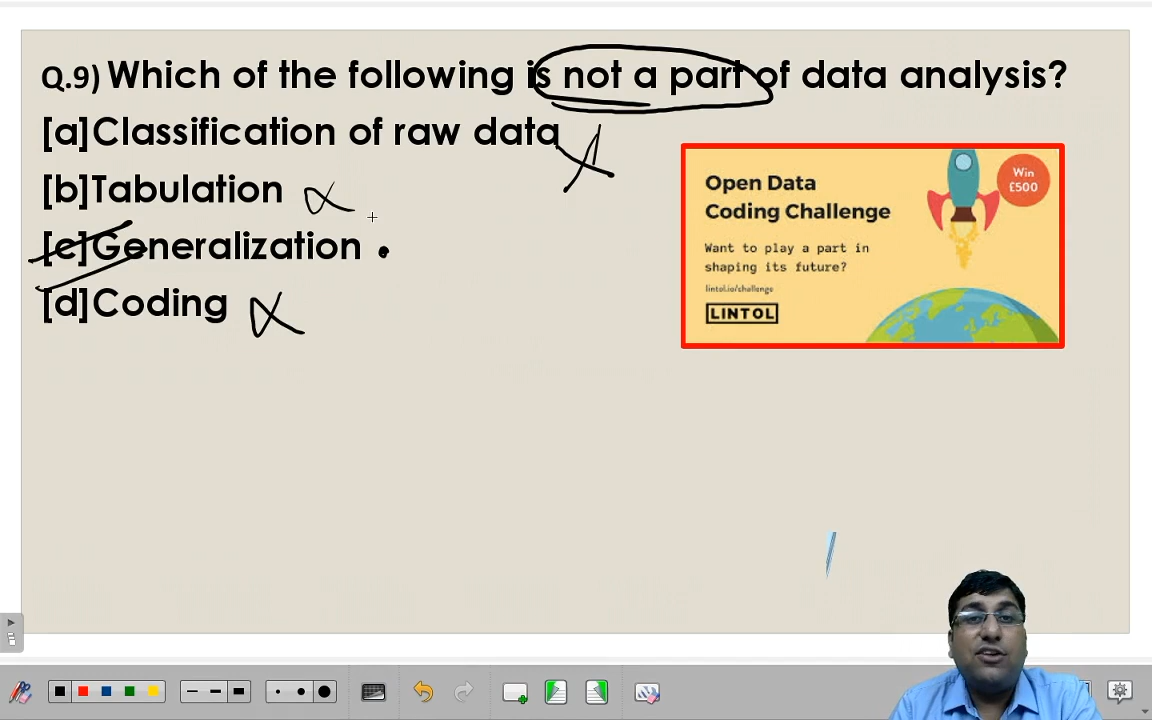 Q.9) Which of the following is not a part of data analysis?
[a]Classification of raw data
[b]Tabulation
[c]Generalization
[d]Coding
Win
£500
Open Data
Coding Challenge
Want to play a part in
shaping its future?
lintol.io/challenge
LINTOL